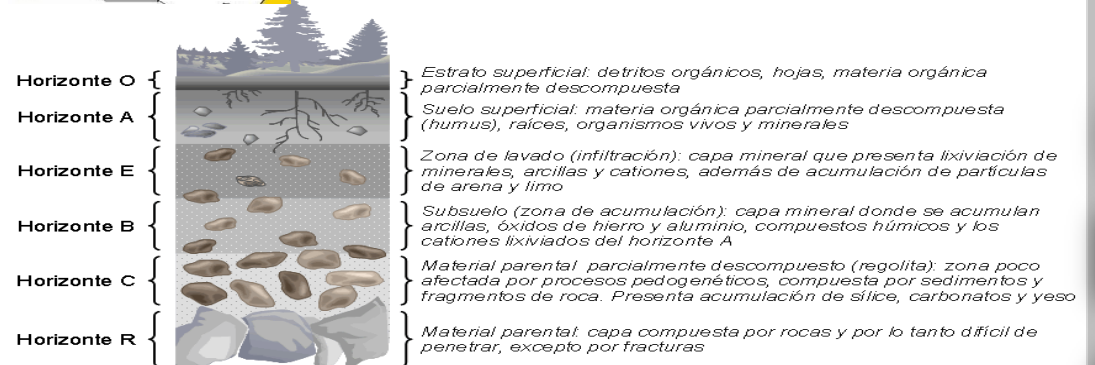 Horizonte O
Estrato superficial: detritos orgánicos, hojas, materia orgánica
parcialmente descompuesta
Horizonte A
Suelo superficial: materia orgánica parcialmente descompuesta
(humus), raíces, organismos vivos y minerales
Horizonte E
Zona de lavado (infiltración): capa mineral que presenta lixiviación de
minerales, arcillas y cationes, además de acumulación de partículas
de arena y limo
Horizonte B
Subsuelo (zona de acumulación): capa mineral donde se acumulan
arcillas, óxidos de hierro y aluminio, compuestos húmicos y los
cationes lixiviados del horizonte A
Horizonte C
Material parental parcialmente descompuesto (regolita): zona poco
afectada por procesos pedogenéticos, compuesta por sedimentos y
fragmentos de roca. Presenta acumulación de sílice, carbonatos y yeso
Horizonte R
Material parental: capa compuesta por rocas y por lo tanto difícil de
penetrar, excepto por fracturas